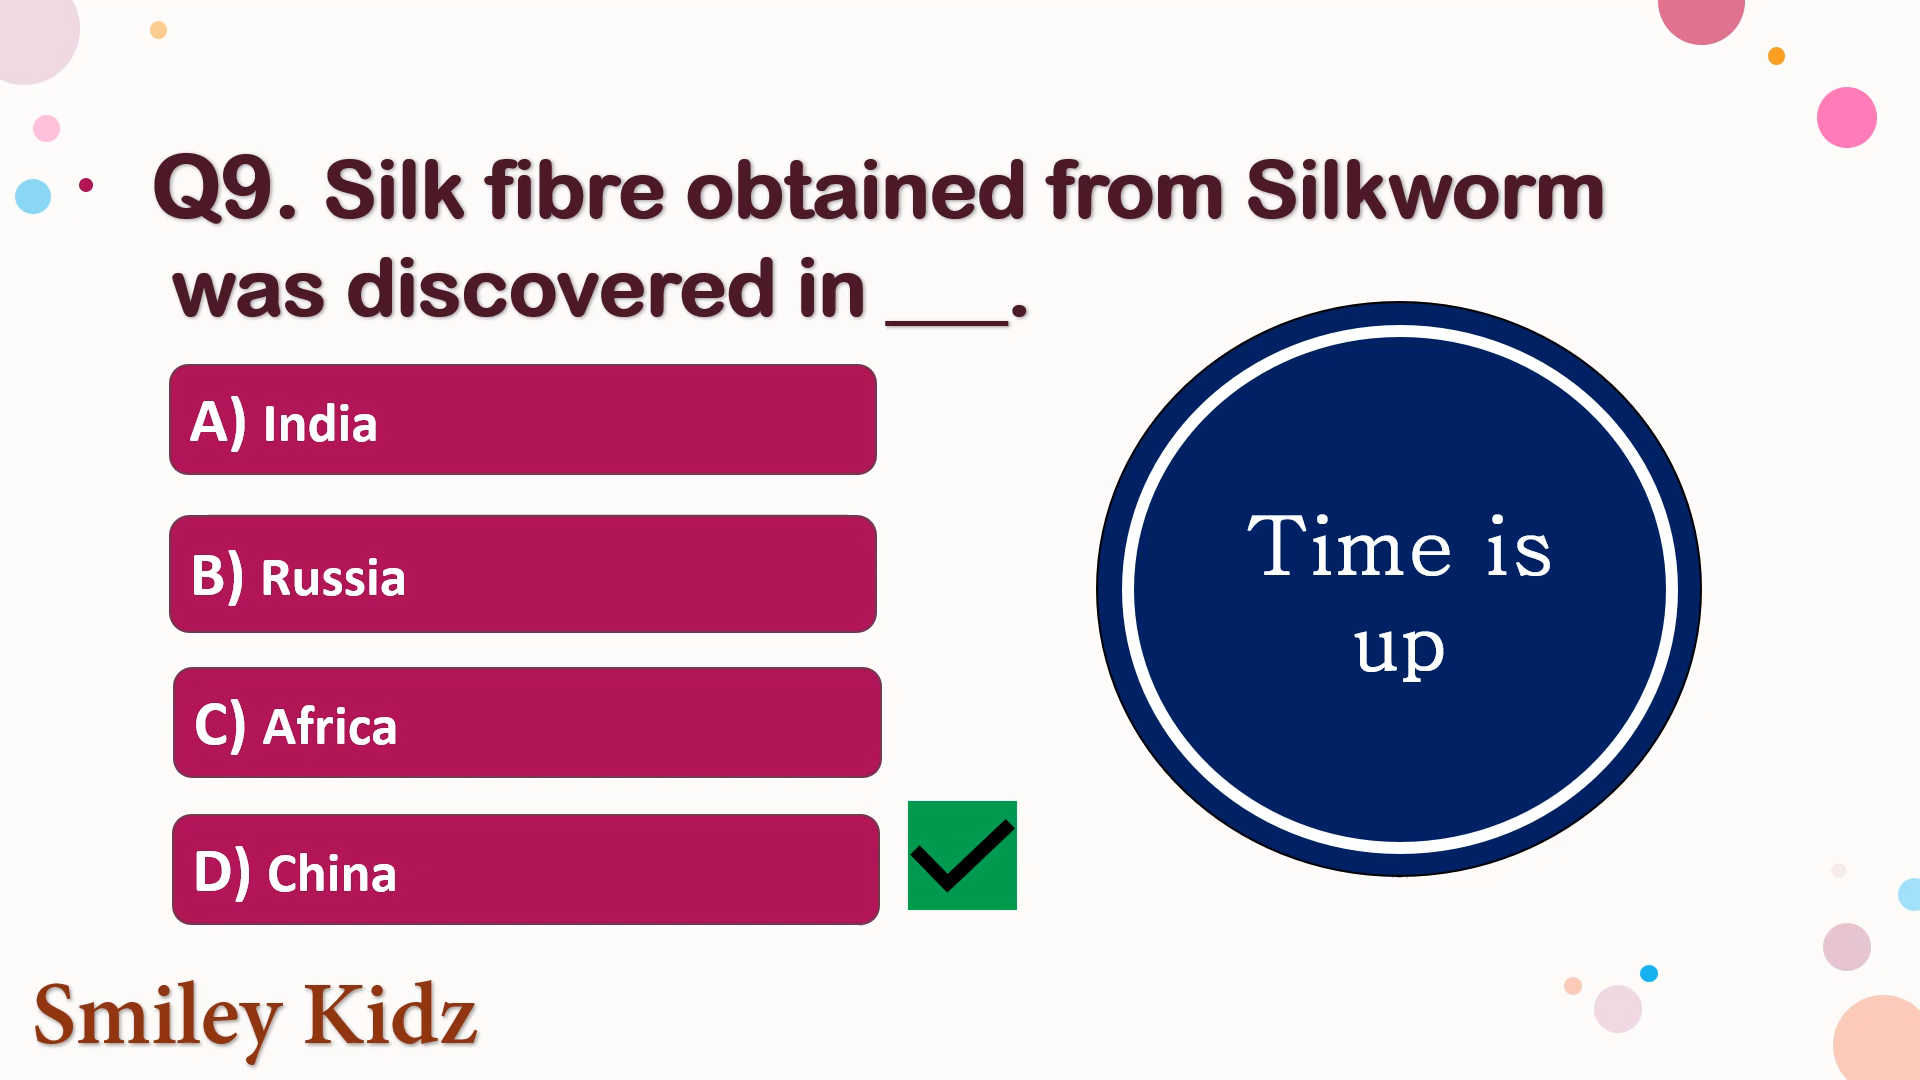 Q9. Silk fibre obtained from Silkworm
was discovered in ___.
A) India
B) Russia
C) Africa
D) China
Time is
up
Smiley Kidz